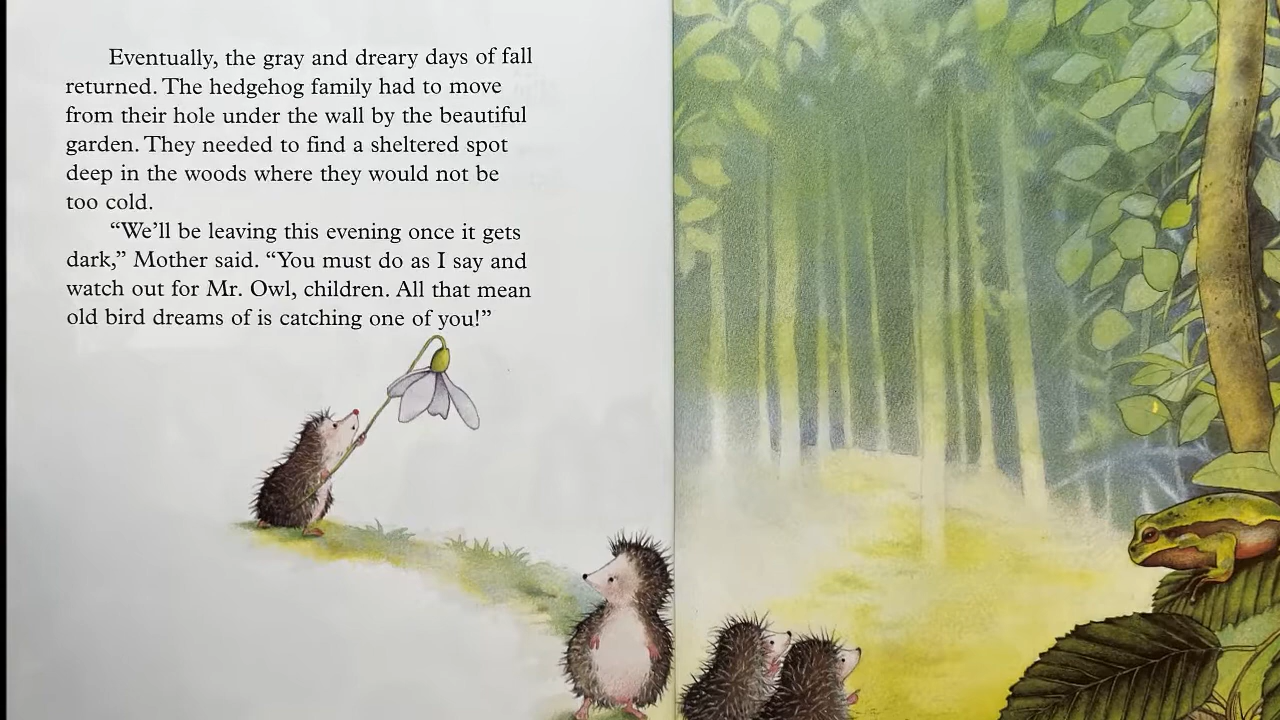 Eventually, the gray and dreary days of fall
returned. The hedgehog family had to move
from their hole under the wall by the beautiful
garden. They needed to find a sheltered spot
deep in the woods where they would not be
too cold.
“We’ll be leaving this evening once it gets
dark,” Mother said. “You must do as I say and
watch out for Mr. Owl, children. All that mean
old bird dreams of is catching one of you!”